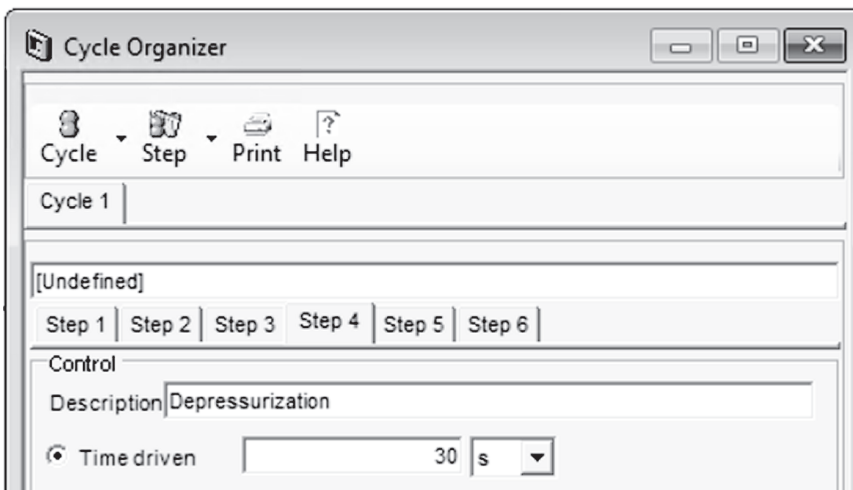 Cycle Organizer
Cycle Step Print Help
Cycle 1
[Undefined]
Step 1 Step 2 Step 3 Step 4 Step 5 Step 6
Control
Description Depressurization
Time driven 30 s